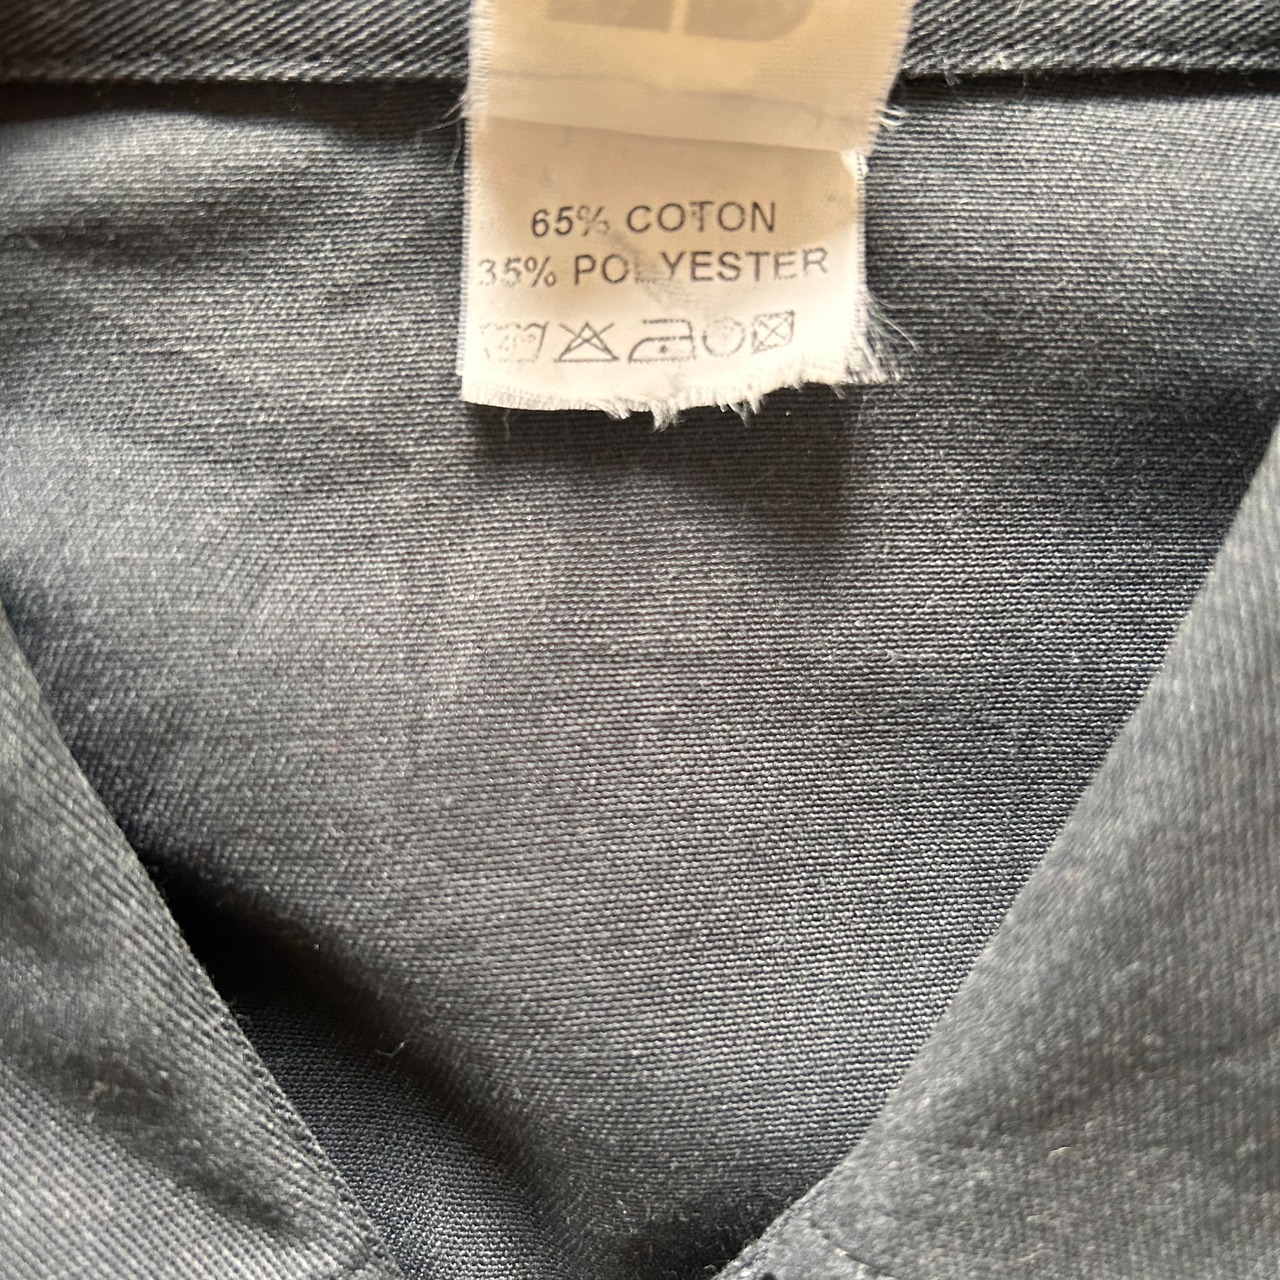 65% COTON
35% POLYESTER